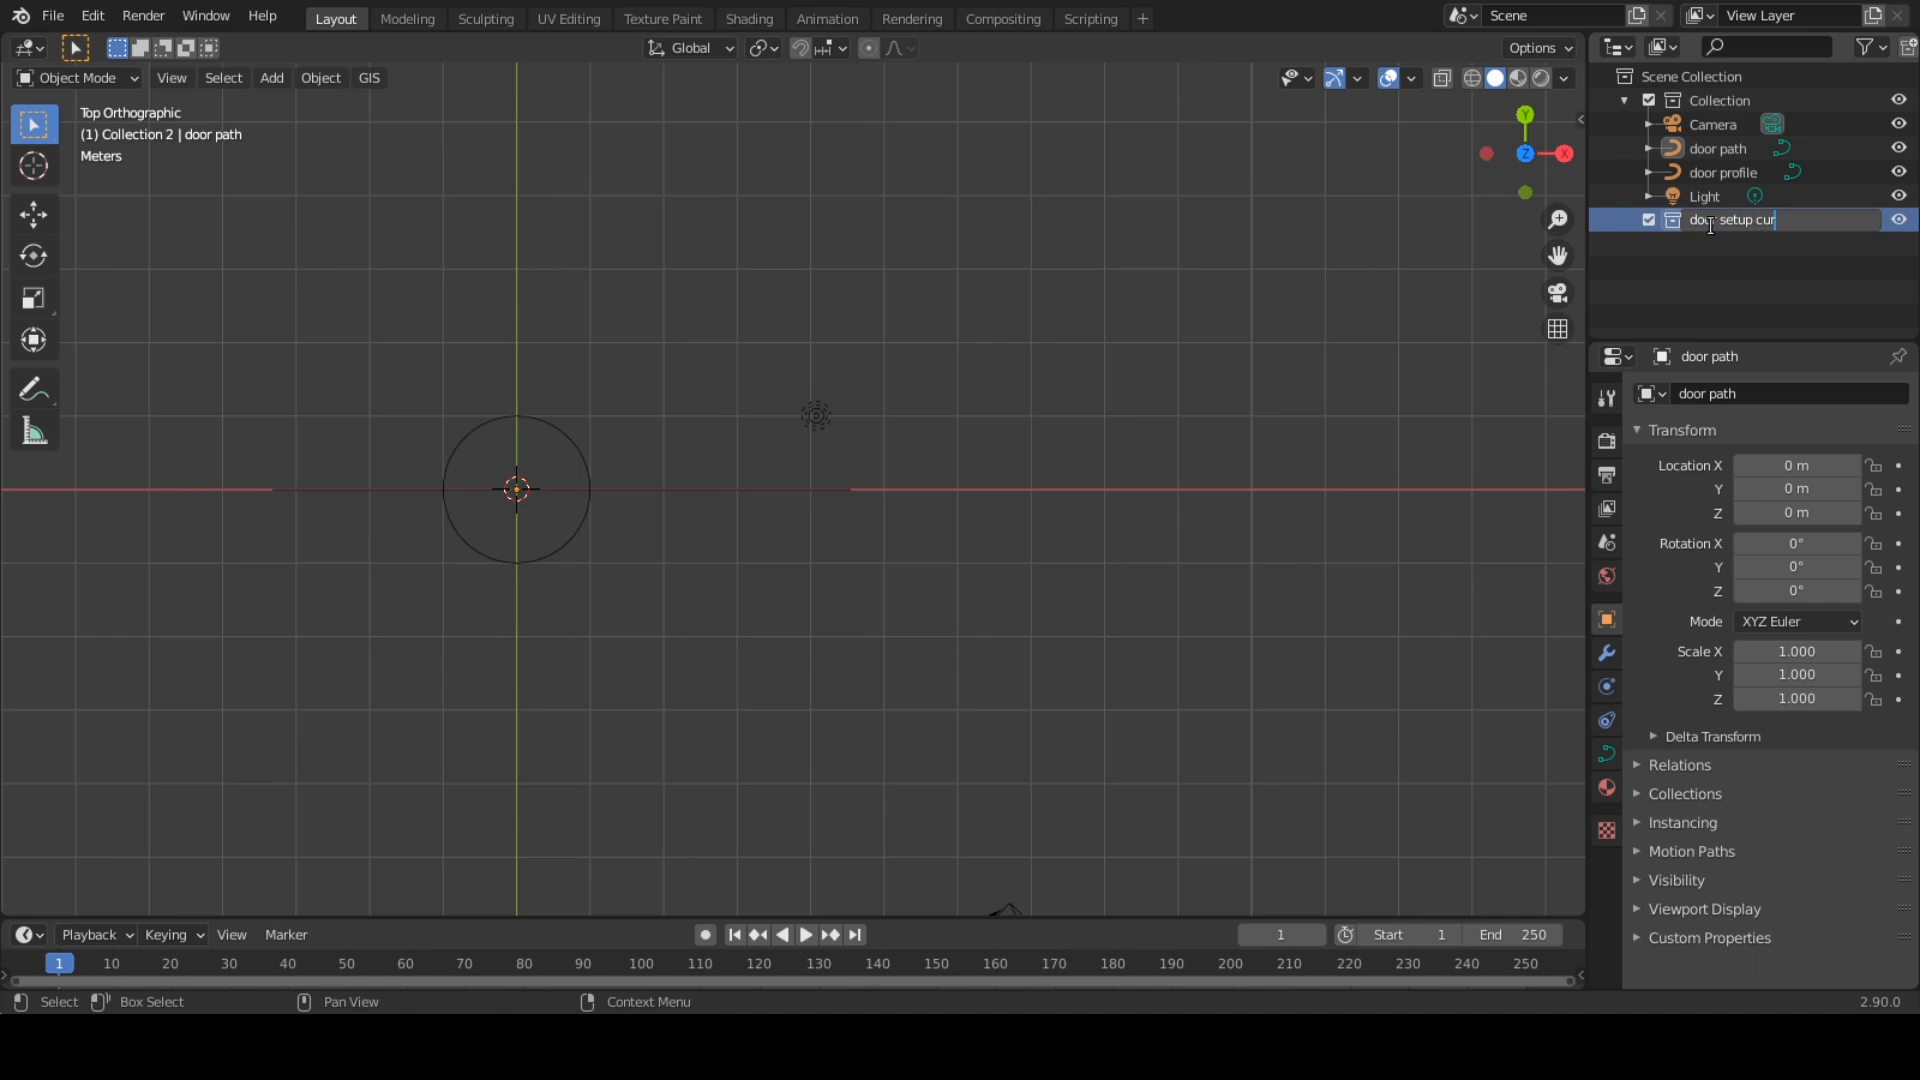 File Edit Render Window Help Layout Modeling Sculpting UV Editing Texture Paint Shading Animation Rendering Compositing Scripting + Scene View Layer
Global Options
Object Mode View Select Add Object GIS
Top Orthographic
(1) Collection 2 | door path
Meters
Y
Z
X
Scene Collection
Collection
Camera
door path
door profile
Light
door setup cur
door path
door path
Transform
Location X 0 m
Y 0 m
Z 0 m
Rotation X 0°
Y 0°
Z 0°
Mode XYZ Euler
Scale X 1.000
Y 1.000
Z 1.000
Delta Transform
Relations
Collections
Instancing
Motion Paths
Visibility
Viewport Display
Custom Properties
Playback Keying View Marker 1 Start 1 End 250
1 10 20 30 40 50 60 70 80 90 100 110 120 130 140 150 160 170 180 190 200 210 220 230 240 250
Select Box Select Pan View Context Menu 2.90.0